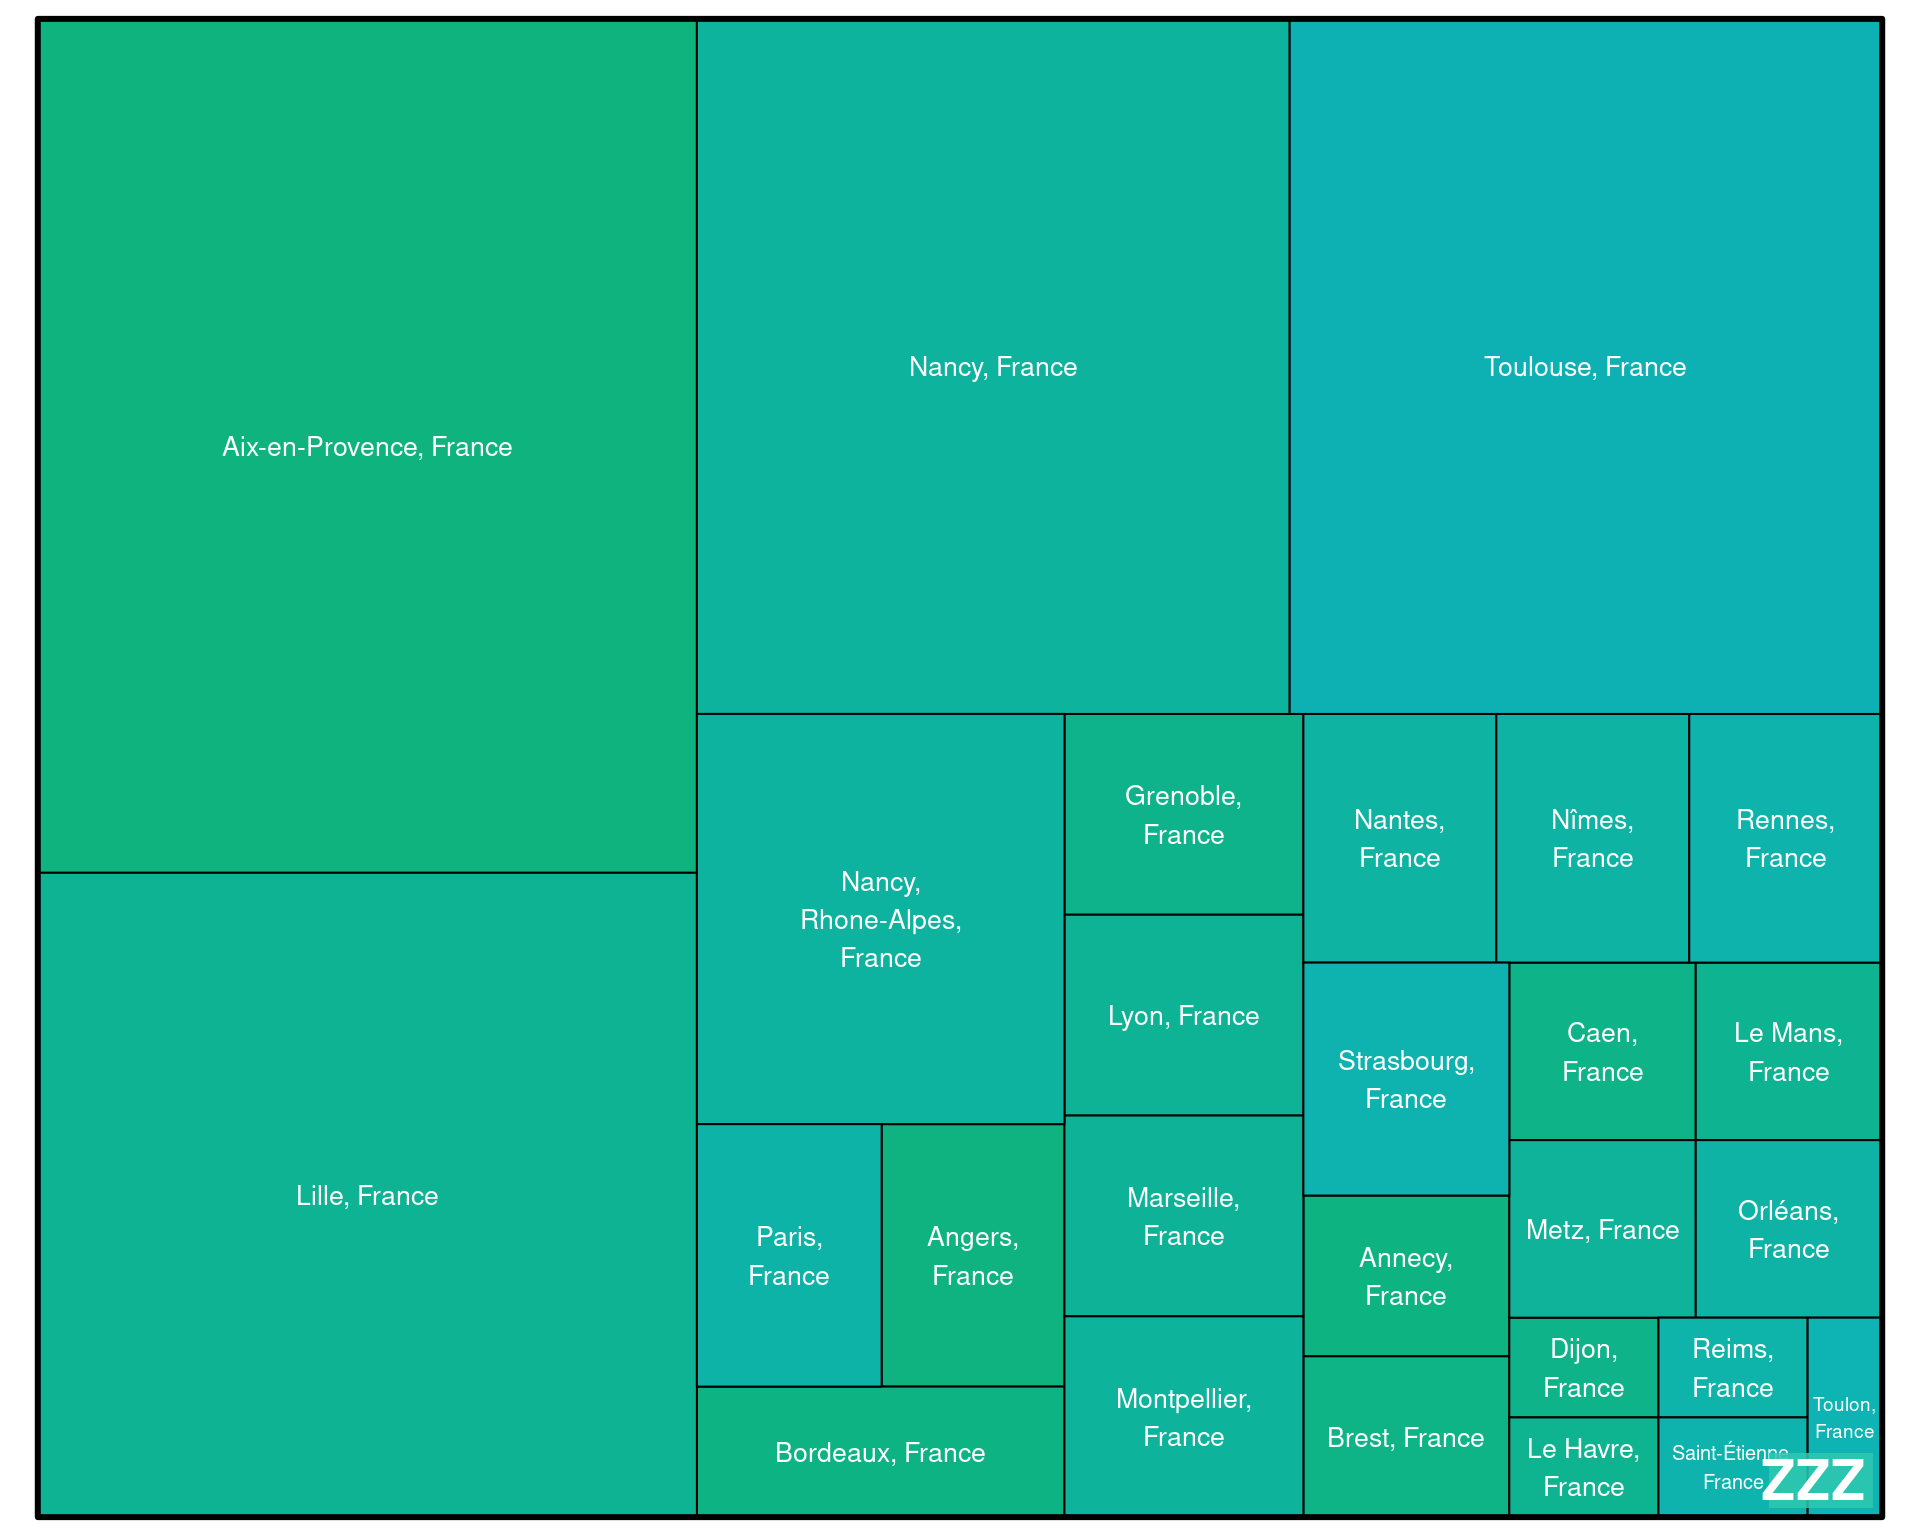 Aix-en-Provence, France
Nancy, France
Toulouse, France
Lille, France
Nancy,
Rhone-Alpes,
France
Grenoble,
France
Nantes,
France
Nîmes,
France
Rennes,
France
Lyon, France
Strasbourg,
France
Caen,
France
Le Mans,
France
Paris,
France
Angers,
France
Marseille,
France
Annecy,
France
Metz, France
Orléans,
France
Bordeaux, France
Montpellier,
France
Brest, France
Dijon,
France
Reims,
France
Toulon,
France
Le Havre,
France
Saint-Étienne,
France
ZZZ